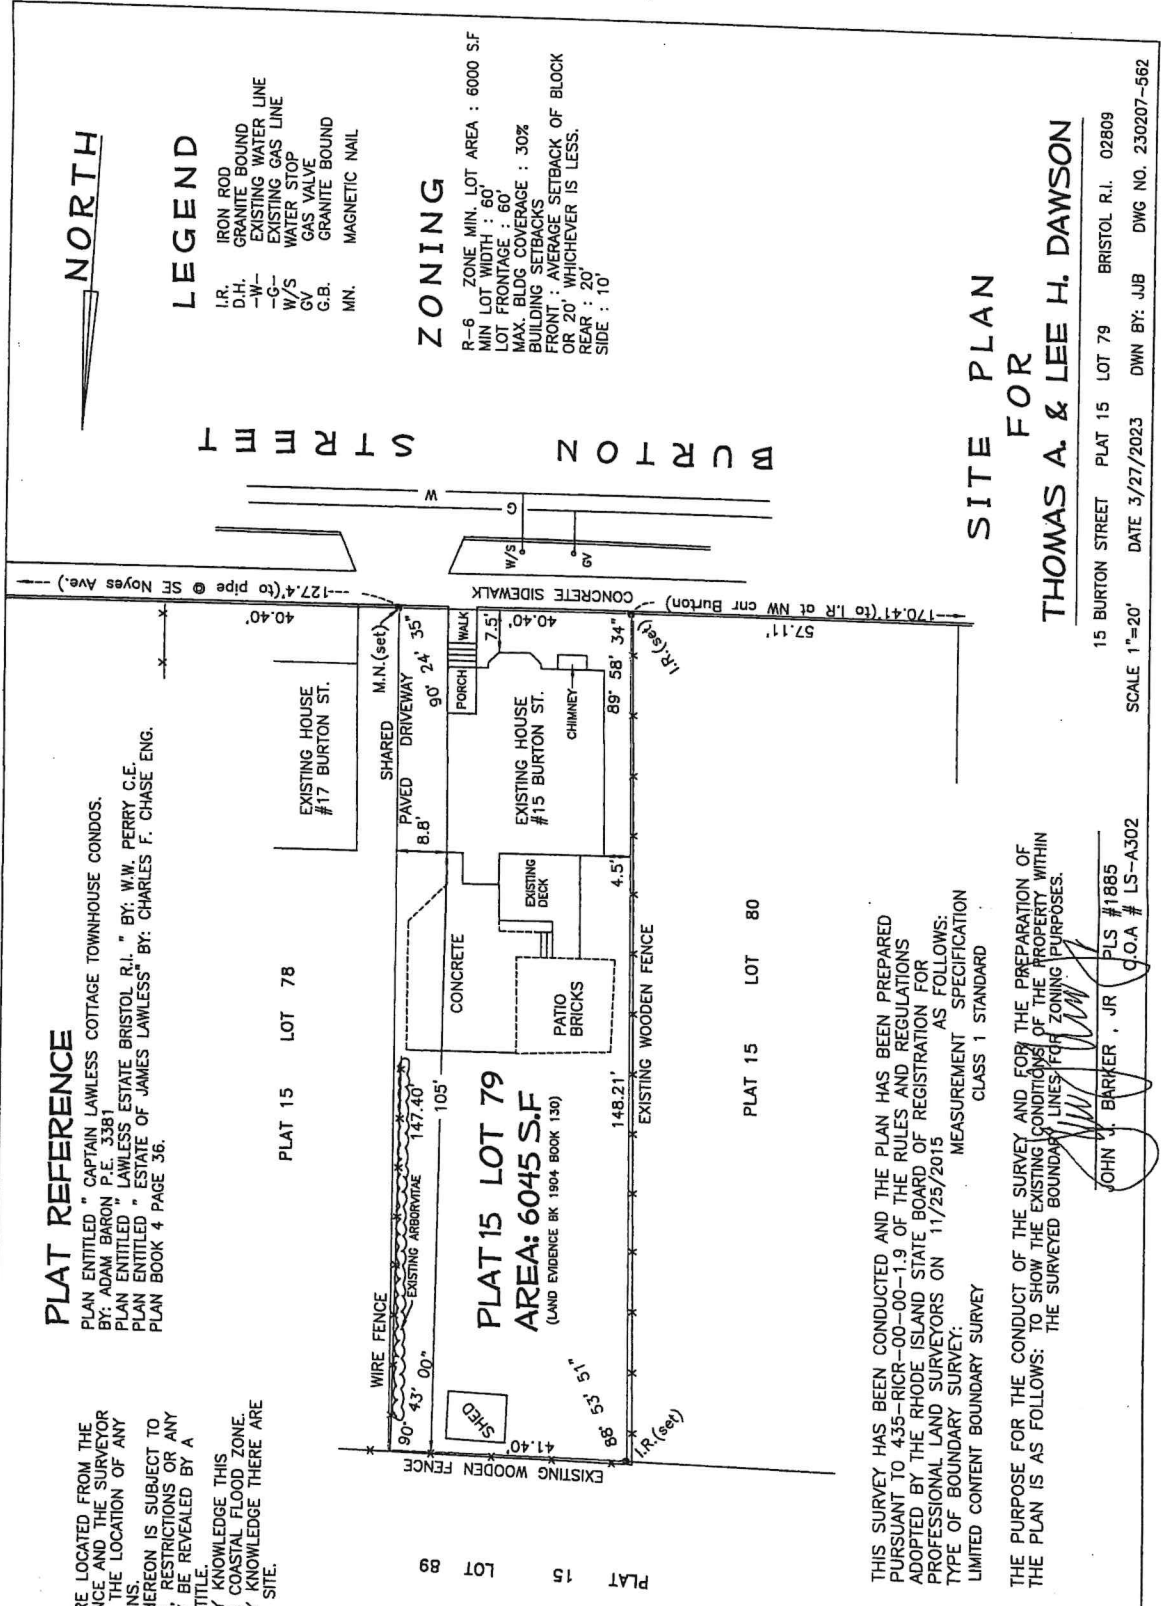 PLAT REFERENCE
PLAN ENTITLED " CAPTAIN LAWLESS COTTAGE TOWNHOUSE CONDOS.
BY: ADAM BARON P.E. 3381
PLAN ENTITLED " LAWLESS ESTATE BRISTOL R.I. " BY: W.W. PERRY C.E.
PLAN ENTITLED " ESTATE OF JAMES LAWLESS" BY: CHARLES F. CHASE ENG.
PLAN BOOK 4 PAGE 36.
NORTH
LEGEND
I.R. IRON ROD
D.H. GRANITE BOUND
-W- EXISTING WATER LINE
-G- EXISTING GAS LINE
W/S WATER STOP
GV GAS VALVE
G.B. GRANITE BOUND
MN. MAGNETIC NAIL
ZONING
R-6 ZONE MIN. LOT AREA : 6000 S.F
MIN LOT WIDTH : 60'
LOT FRONTAGE : 60'
MAX. BLDG COVERAGE : 30%
BUILDING SETBACKS
FRONT : AVERAGE SETBACK OF BLOCK
OR 20' WHICHEVER IS LESS.
REAR : 20'
SIDE : 10'
RE LOCATED FROM THE
NCE AND THE SURVEYOR
THE LOCATION OF ANY
NS.
HEREON IS SUBJECT TO
RESTRICTIONS OR ANY
BE REVEALED BY A
TITLE.
KNOWLEDGE THIS
COASTAL FLOOD ZONE.
KNOWLEDGE THERE ARE
SITE.
BURTON STREET
W
G
W/S
GV
CONCRETE SIDEWALK
---127.4'(to pipe @ SE Noyes Ave.) ---
---170.41'(to I.R at NW cnr Burton)
40.40'
40.40'
57.11'
M.N.(set)
I.R.(set)
I.R.(set)
EXISTING HOUSE
#17 BURTON ST.
SHARED
PAVED DRIVEWAY
8.8'
90° 24' 35"
WALK
PORCH
7.5'
EXISTING HOUSE
#15 BURTON ST.
CHIMNEY
89° 58' 34"
4.5'
EXISTING
DECK
CONCRETE
PATIO
BRICKS
PLAT 15 LOT 78
WIRE FENCE
EXISTING ARBORVITAE
147.40'
105'
PLAT 15 LOT 79
AREA: 6045 S.F
(LAND EVIDENCE BK 1904 BOOK 130)
148.21'
EXISTING WOODEN FENCE
90° 43' 00"
SHED
41.40'
88° 53' 51"
EXISTING WOODEN FENCE
PLAT 15 LOT 80
PLAT 15 LOT 89
THIS SURVEY HAS BEEN CONDUCTED AND THE PLAN HAS BEEN PREPARED
PURSUANT TO 435-RICR-00-00-1.9 OF THE RULES AND REGULATIONS
ADOPTED BY THE RHODE ISLAND STATE BOARD OF REGISTRATION FOR
PROFESSIONAL LAND SURVEYORS ON 11/25/2015 AS FOLLOWS:
TYPE OF BOUNDARY SURVEY: MEASUREMENT SPECIFICATION
LIMITED CONTENT BOUNDARY SURVEY CLASS 1 STANDARD
THE PURPOSE FOR THE CONDUCT OF THE SURVEY AND FOR THE PREPARATION OF
THE PLAN IS AS FOLLOWS: TO SHOW THE EXISTING CONDITIONS OF THE PROPERTY WITHIN
THE SURVEYED BOUNDARY LINES FOR ZONING PURPOSES.
JOHN J. BARKER , JR PLS #1885
C.O.A # LS-A302
SITE PLAN
FOR
THOMAS A. & LEE H. DAWSON
15 BURTON STREET PLAT 15 LOT 79 BRISTOL R.I. 02809
SCALE 1"=20' DATE 3/27/2023 DWN BY: JJB DWG NO. 230207-562